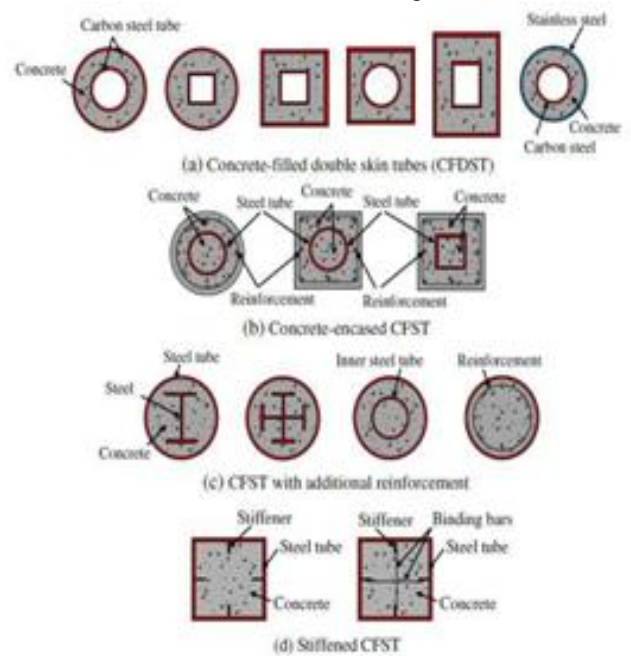 Carbon steel tube
Stainless steel
Concrete
Concrete
Carbon steel
(a) Concrete-filled double skin tubes (CFDST)
Concrete Steel tube Concrete Steel tube Concrete
Reinforcement Reinforcement
(b) Concrete-encased CFST
Steel tube Inner steel tube Reinforcement
Steel
Concrete
(c) CFST with additional reinforcement
Stiffener Stiffener Binding bars
Steel tube Steel tube
Concrete Concrete
(d) Stiffened CFST